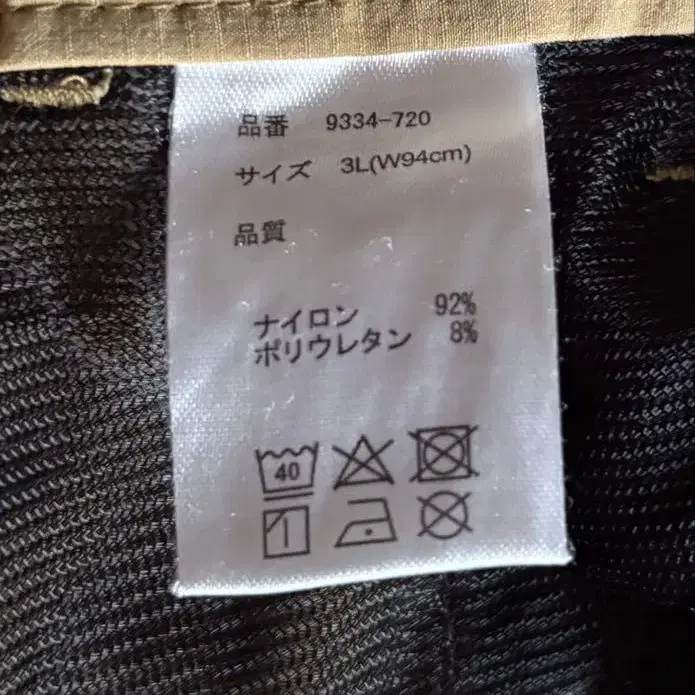 品番 9334-720
サイズ 3L(W94cm)
品質
ナイロン 92%
ポリウレタン 8%
40